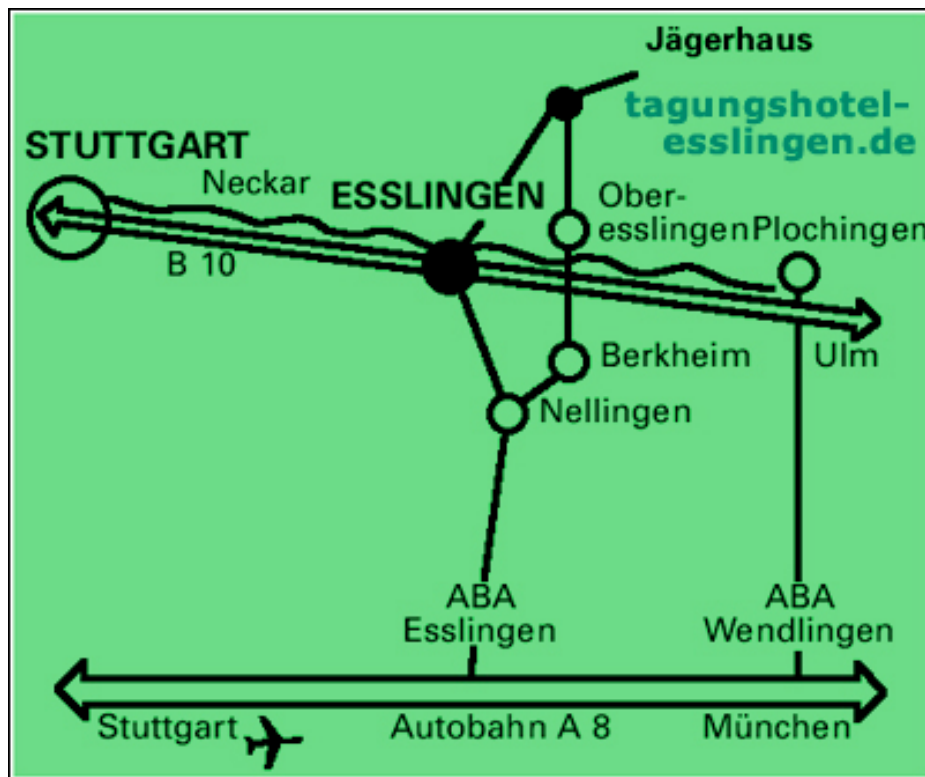 Jägerhaus
tagungshotel-
esslingen.de
STUTTGART
Neckar
ESSLINGEN
Ober-
esslingen
Plochingen
B 10
Berkheim
Ulm
Nellingen
ABA
Esslingen
ABA
Wendlingen
Stuttgart
Autobahn A 8
München